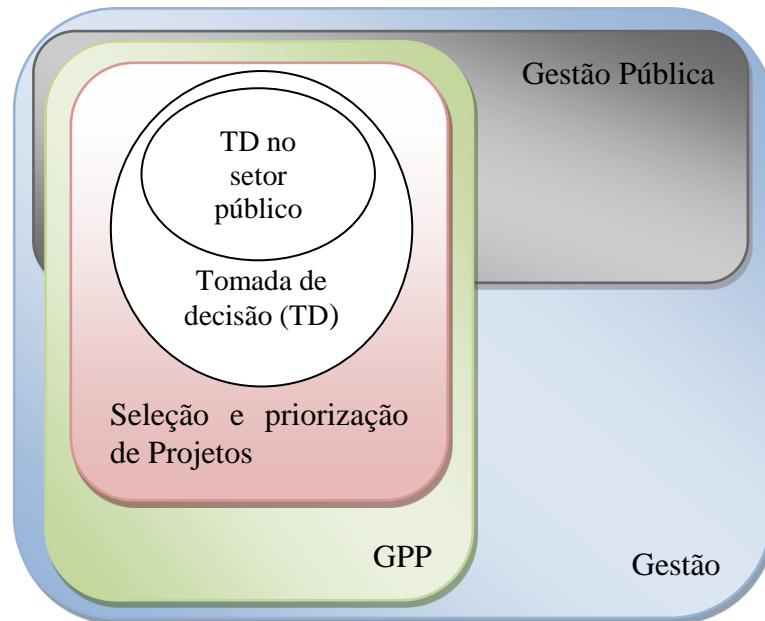 Gestão Pública
TD no
setor
público
Tomada de
decisão (TD)
Seleção e priorização
de Projetos
GPP
Gestão